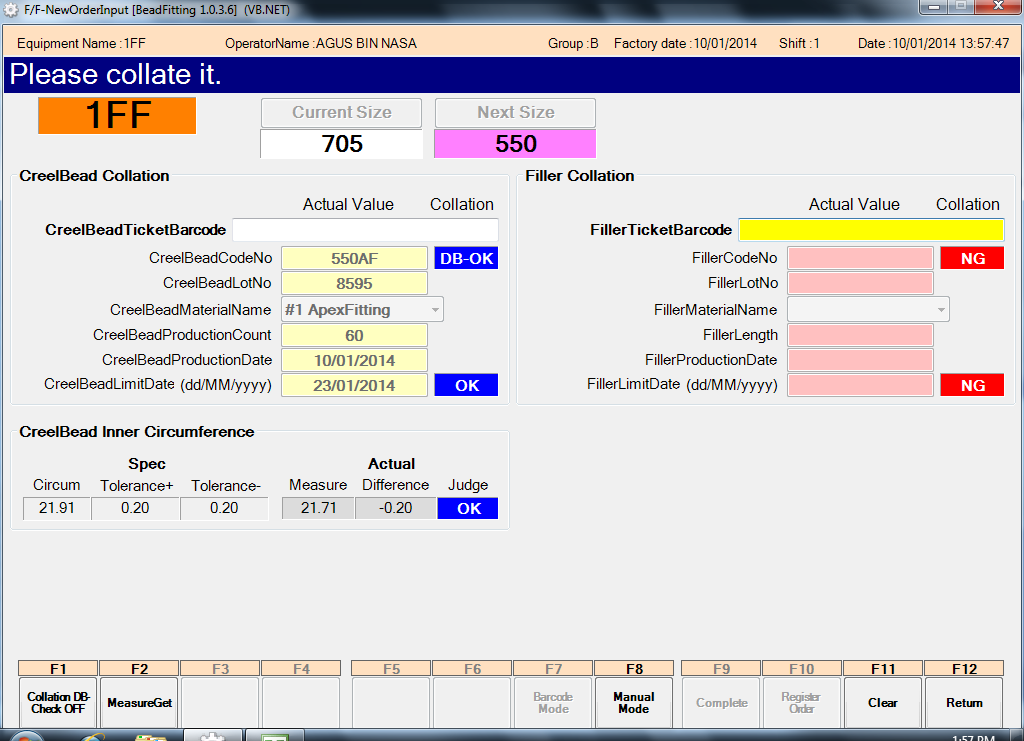 F/F-NewOrderInput [BeadFitting 1.0.3.6] (VB.NET)
Equipment Name :1FF OperatorName :AGUS BIN NASA Group :B Factory date :10/01/2014 Shift :1 Date :10/01/2014 13:57:47
Please collate it.
1FF
Current Size Next Size
705 550
CreelBead Collation
Actual Value Collation
CreelBeadTicketBarcode
CreelBeadCodeNo 550AF DB-OK
CreelBeadLotNo 8595
CreelBeadMaterialName #1 ApexFitting
CreelBeadProductionCount 60
CreelBeadProductionDate 10/01/2014
CreelBeadLimitDate (dd/MM/yyyy) 23/01/2014 OK
Filler Collation
Actual Value Collation
FillerTicketBarcode
FillerCodeNo NG
FillerLotNo
FillerMaterialName
FillerLength
FillerProductionDate
FillerLimitDate (dd/MM/yyyy) NG
CreelBead Inner Circumference
Spec Actual
Circum Tolerance+ Tolerance- Measure Difference Judge
21.91 0.20 0.20 21.71 -0.20 OK
F1 F2 F3 F4 F5 F6 F7 F8 F9 F10 F11 F12
Collation DB-Check OFF MeasureGet Barcode Mode Manual Mode Complete Register Order Clear Return
1:57 PM